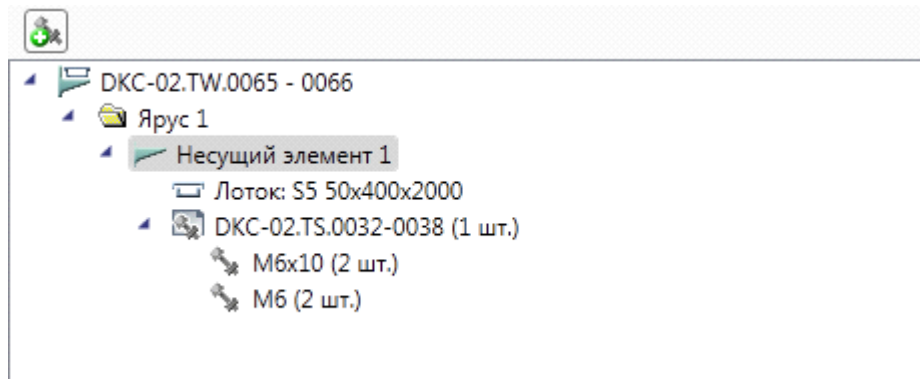 DKC-02.TW.0065 - 0066
Ярус 1
Несущий элемент 1
Лоток: S5 50x400x2000
DKC-02.TS.0032-0038 (1 шт.)
M6x10 (2 шт.)
M6 (2 шт.)